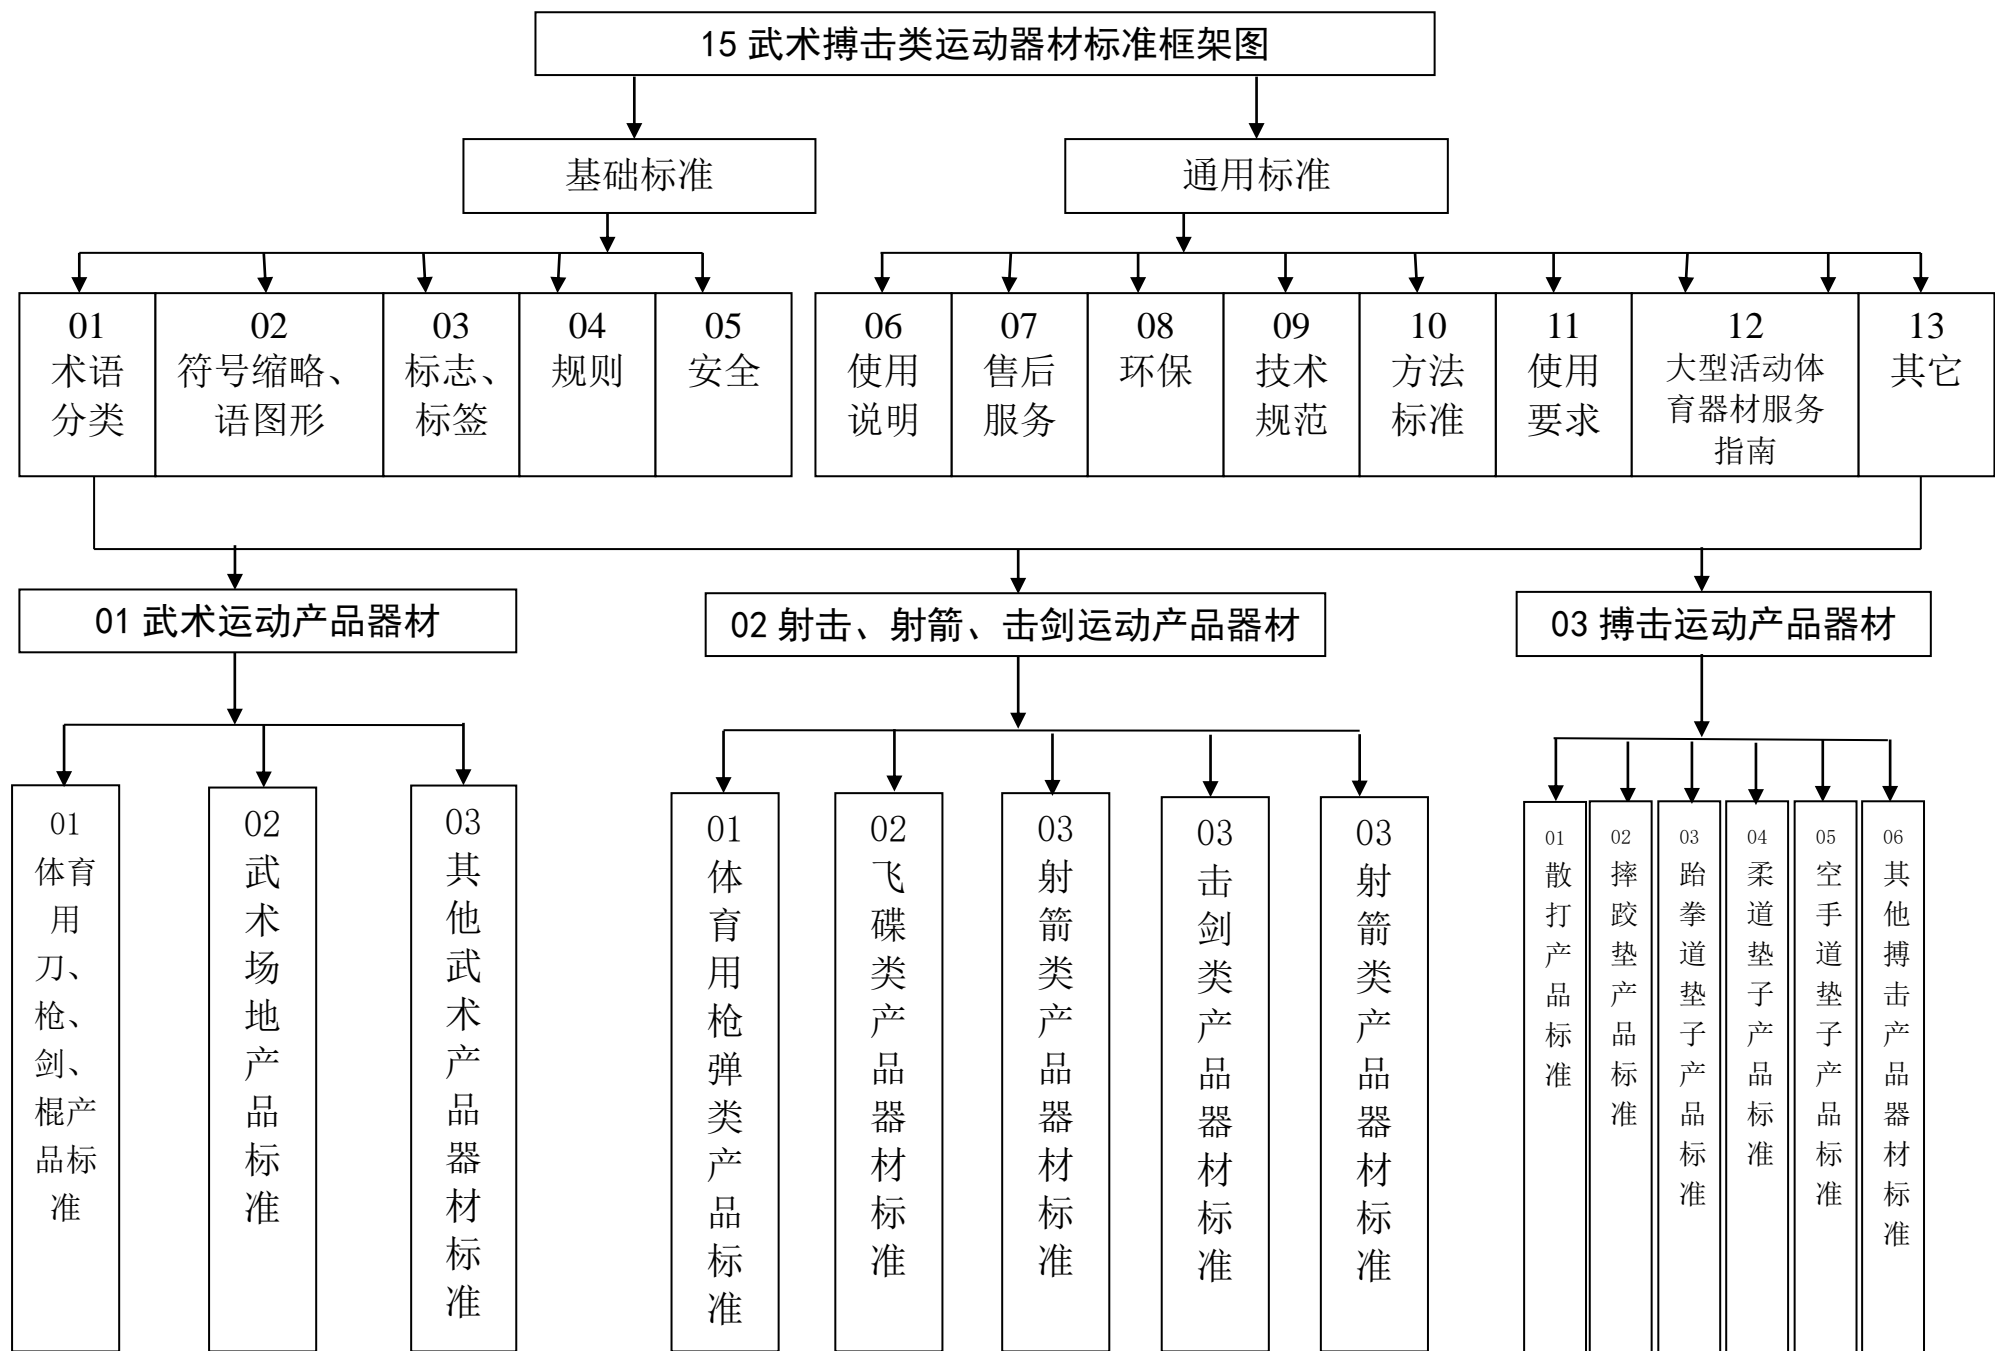 15 武术搏击类运动器材标准框架图
基础标准
通用标准
01
术语
分类
02
符号缩略、
语图形
03
标志、
标签
04
规则
05
安全
06
使用
说明
07
售后
服务
08
环保
09
技术
规范
10
方法
标准
11
使用
要求
12
大型活动体
育器材服务
指南
13
其它
01 武术运动产品器材
02 射击、射箭、击剑运动产品器材
03 搏击运动产品器材
01
体育
用
刀、
枪、
剑、
棍产
品标
准
02
武术场地产品标准
03
其他武术产品器材标准
01
体育用枪弹类产品标准
02
飞碟类产品器材标准
03
射箭类产品器材标准
03
击剑类产品器材标准
03
射箭类产品器材标准
01
散打产品标准
02
摔跤垫产品标准
03
跆拳道垫子产品标准
04
柔道垫子产品标准
05
空手道垫子产品标准
06
其他搏击产品器材标准